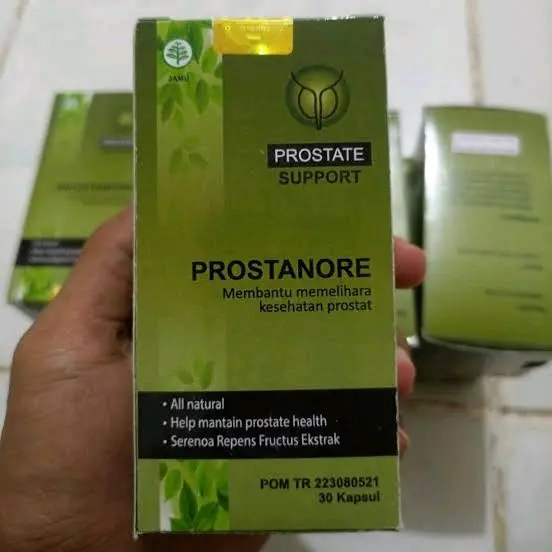 JAMU
PROSTATE
SUPPORT
PROSTANORE
Membantu memelihara
kesehatan prostat
• All natural
• Help mantain prostate health
• Serenoa Repens Fructus Ekstrak
POM TR 223080521
30 Kapsul